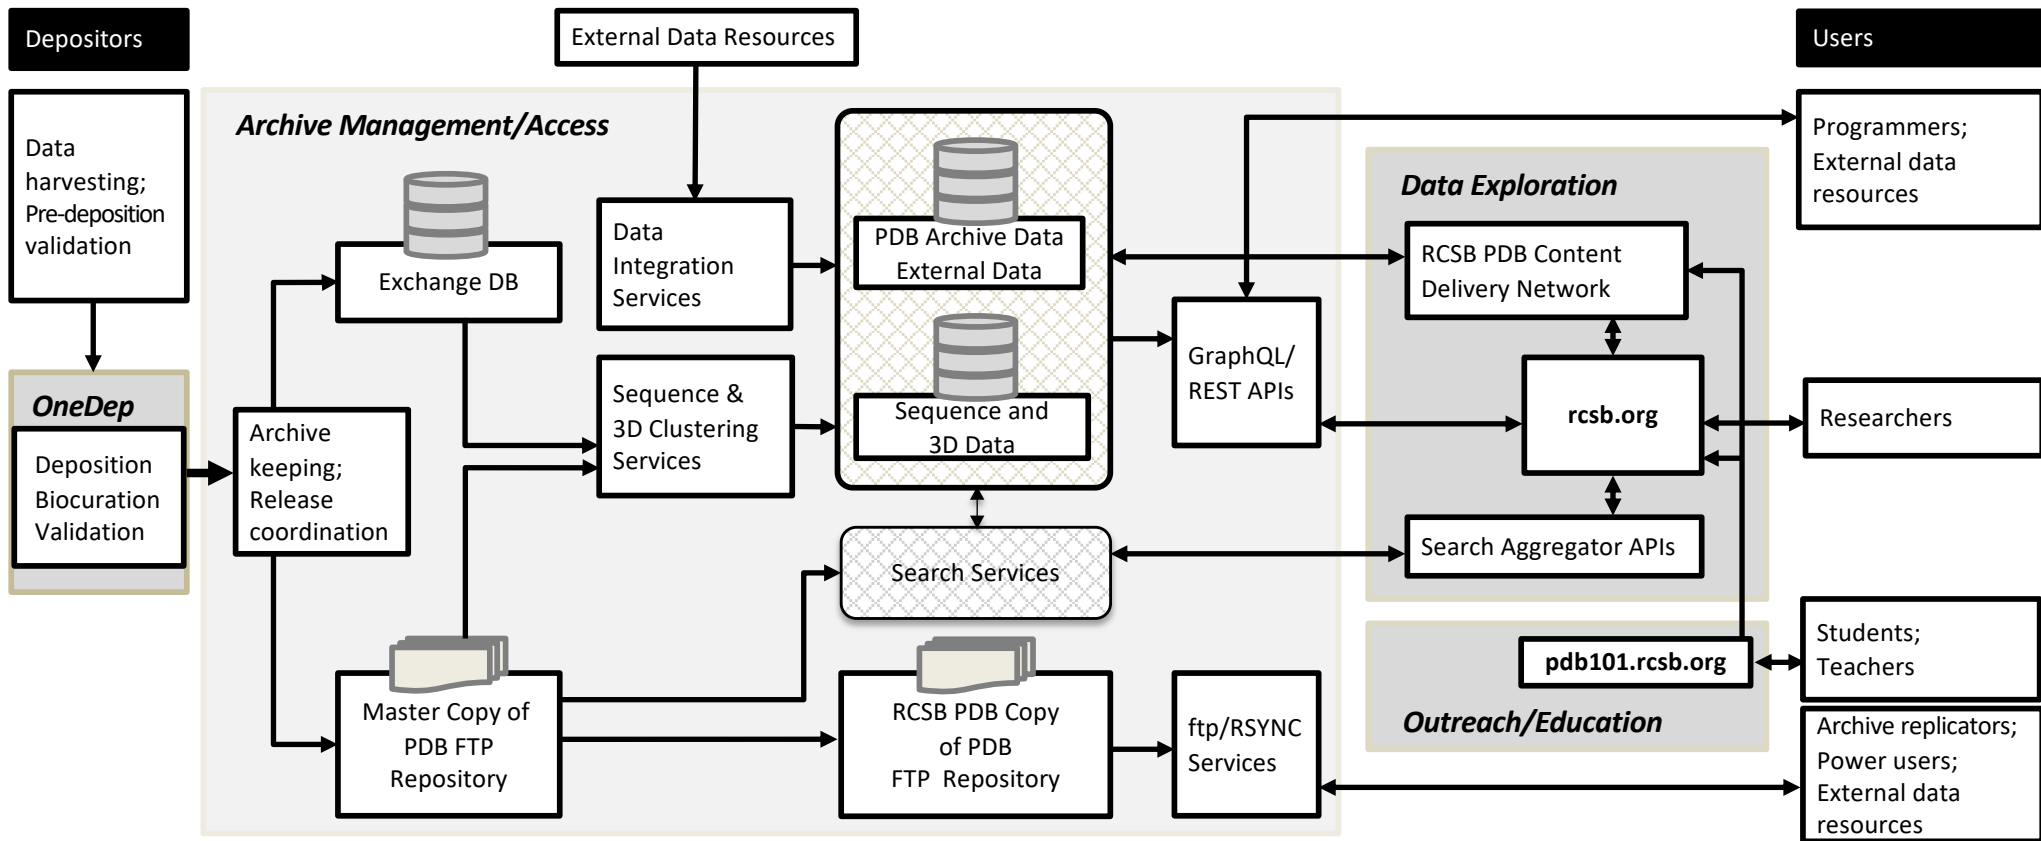 Depositors
External Data Resources
Users
Data
harvesting;
Pre-deposition
validation
Archive Management/Access
Programmers;
External data
resources
Data Exploration
Exchange DB
Data
Integration
Services
PDB Archive Data
External Data
RCSB PDB Content
Delivery Network
OneDep
Deposition
Biocuration
Validation
Archive
keeping;
Release
coordination
Sequence &
3D Clustering
Services
Sequence and
3D Data
GraphQL/
REST APIs
rcsb.org
Researchers
Search Services
Search Aggregator APIs
Master Copy of
PDB FTP
Repository
RCSB PDB Copy
of PDB
FTP  Repository
ftp/RSYNC
Services
pdb101.rcsb.org
Outreach/Education
Students;
Teachers
Archive replicators;
Power users;
External data
resources